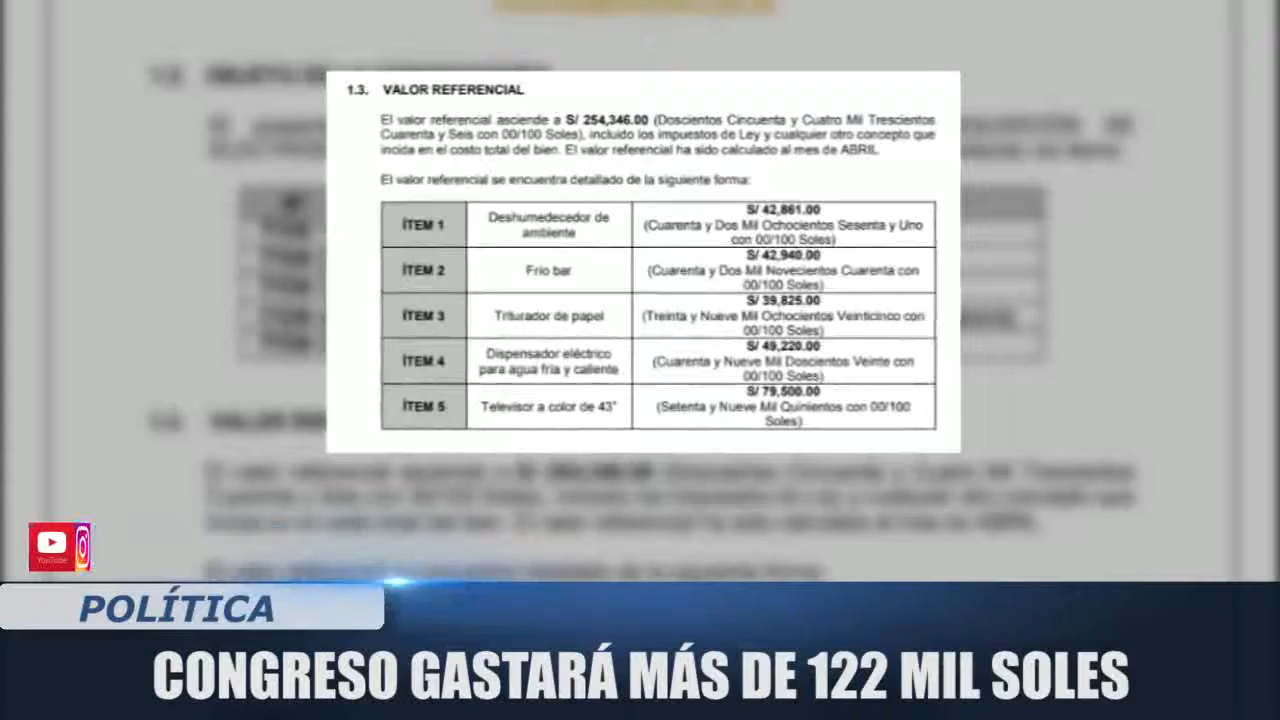 1.3. VALOR REFERENCIAL
El valor referencial asciende a S/ 254,346.00 (Doscientos Cincuenta y Cuatro Mil Trescientos
Cuarenta y Seis con 00/100 Soles), incluido los impuestos de Ley y cualquier otro concepto que
incida en el costo total del bien. El valor referencial ha sido calculado al mes de ABRIL.
El valor referencial se encuentra detallado de la siguiente forma:
ÍTEM 1
Deshumedecedor de
ambiente
S/ 42,861.00
(Cuarenta y Dos Mil Ochocientos Sesenta y Uno
con 00/100 Soles)
ÍTEM 2
Frio bar
S/ 42,940.00
(Cuarenta y Dos Mil Novecientos Cuarenta con
00/100 Soles)
ÍTEM 3
Triturador de papel
S/ 39,825.00
(Treinta y Nueve Mil Ochocientos Veinticinco con
00/100 Soles)
ÍTEM 4
Dispensador eléctrico
para agua fría y caliente
S/ 49,220.00
(Cuarenta y Nueve Mil Doscientos Veinte con
00/100 Soles)
ÍTEM 5
Televisor a color de 43"
S/ 79,500.00
(Setenta y Nueve Mil Quinientos con 00/100
Soles)
YouTube
POLÍTICA
CONGRESO GASTARÁ MÁS DE 122 MIL SOLES